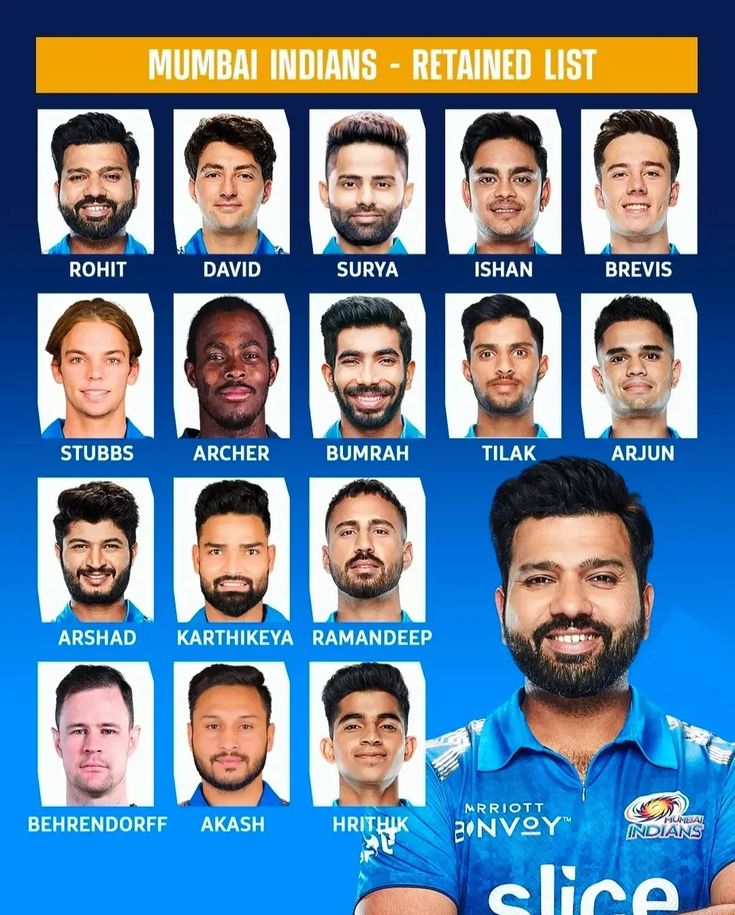 MUMBAI INDIANS - RETAINED LIST
ROHIT DAVID SURYA ISHAN BREVIS
STUBBS ARCHER BUMRAH TILAK ARJUN
ARSHAD KARTHIKEYA RAMANDEEP
BEHRENDORFF AKASH HRITHIK
MARRIOTT
BONVOY™
MUMBAI
INDIANS
slice